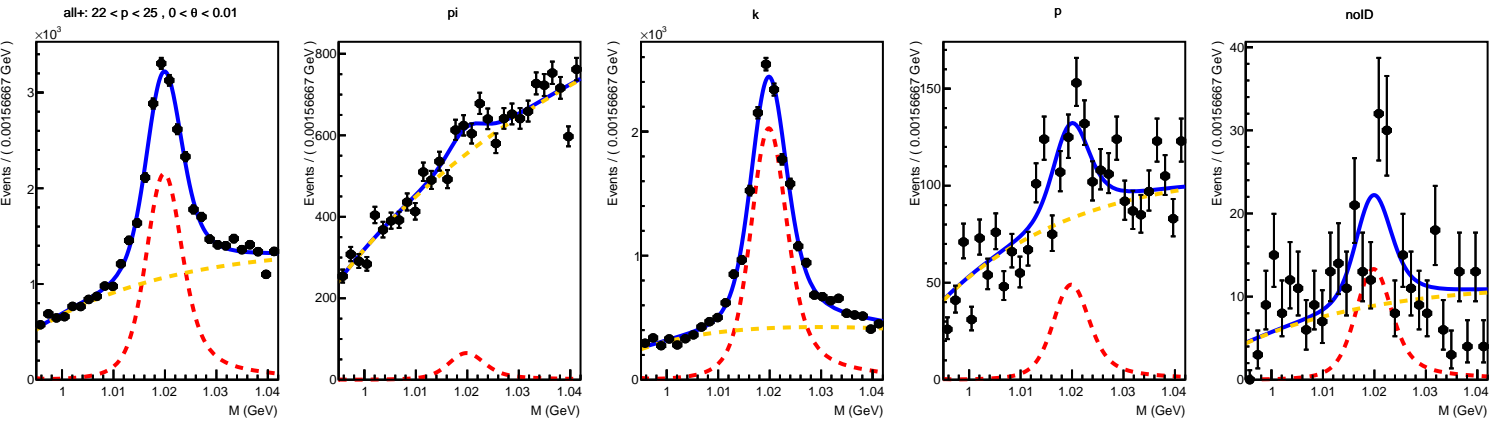 all+: 22 < p < 25 , 0 < θ < 0.01
×10³
Events / ( 0.00156667 GeV )
3
2
1
0
1 1.01 1.02 1.03 1.04
M (GeV)
pi
Events / ( 0.00156667 GeV )
800
600
400
200
0
1 1.01 1.02 1.03 1.04
M (GeV)
k
×10³
Events / ( 0.00156667 GeV )
2
1
0
1 1.01 1.02 1.03 1.04
M (GeV)
p
Events / ( 0.00156667 GeV )
150
100
50
0
1 1.01 1.02 1.03 1.04
M (GeV)
noID
Events / ( 0.00156667 GeV )
40
30
20
10
0
1 1.01 1.02 1.03 1.04
M (GeV)